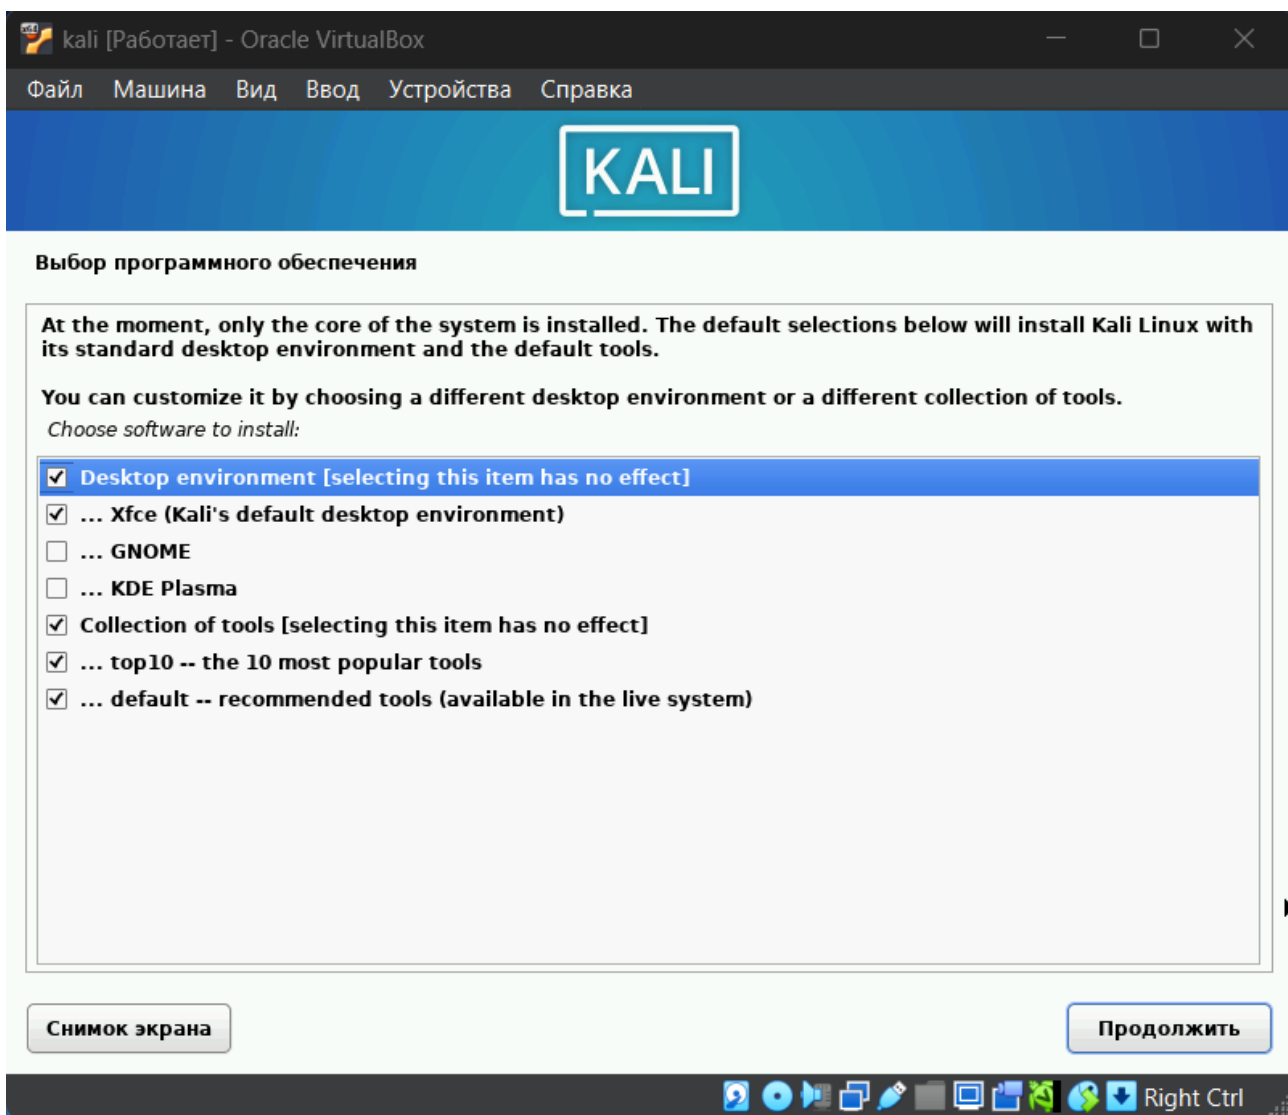 kali [Работает] - Oracle VirtualBox
Файл Машина Вид Ввод Устройства Справка
KALI
Выбор программного обеспечения
At the moment, only the core of the system is installed. The default selections below will install Kali Linux with
its standard desktop environment and the default tools.
You can customize it by choosing a different desktop environment or a different collection of tools.
Choose software to install:
Desktop environment [selecting this item has no effect]
... Xfce (Kali's default desktop environment)
... GNOME
... KDE Plasma
Collection of tools [selecting this item has no effect]
... top10 -- the 10 most popular tools
... default -- recommended tools (available in the live system)
Снимок экрана
Продолжить
Right Ctrl